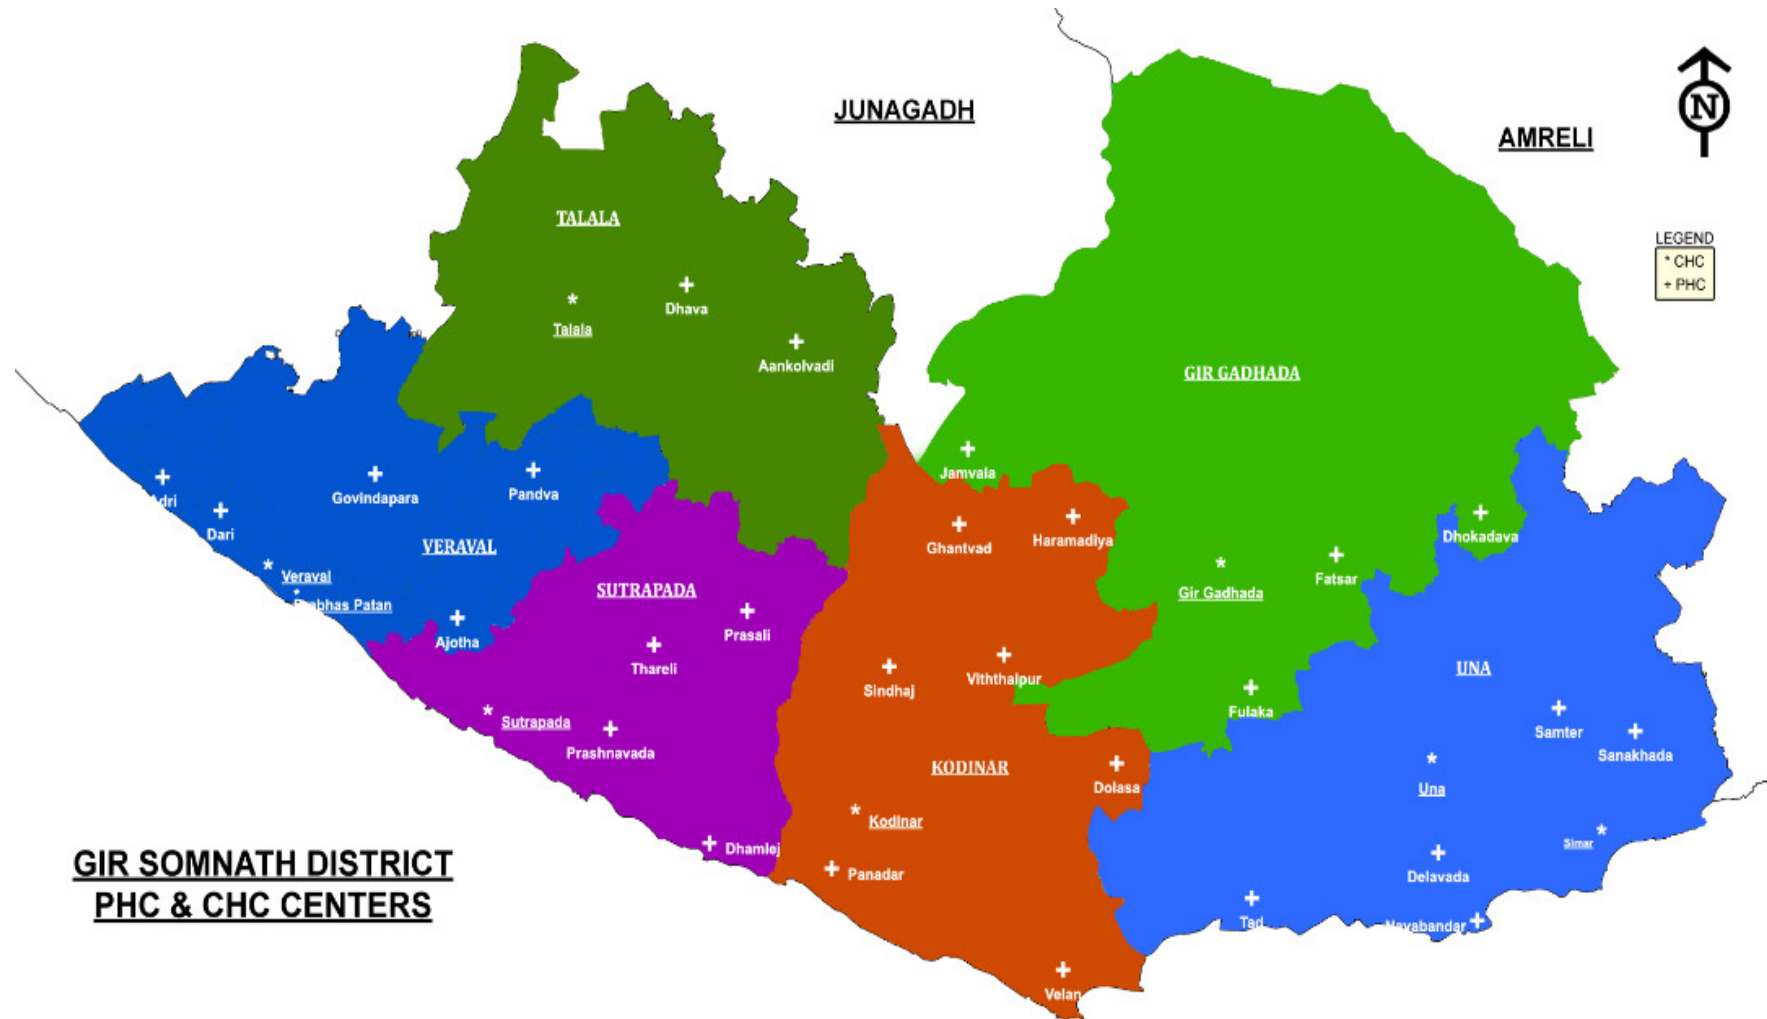 JUNAGADH
AMRELI
N
LEGEND
* CHC
+ PHC
TALALA
Dhava
Talala
Aankolvadi
GIR GADHADA
Jamvala
Dhokadava
Fatsar
Gir Gadhada
Fulaka
Govindapara
Pandva
Dari
VERAVAL
Veraval
Ajotha
SUTRAPADA
Prasali
Thareli
Sutrapada
Prashnavada
Dhamlej
Ghantvad
Haramadiya
Sindhaj
Viththalpur
KODINAR
Dolasa
Kodinar
Panadar
Velan
UNA
Samter
Sanakhada
Una
Simar
Delavada
Tad
Navabandar
GIR SOMNATH DISTRICT
PHC & CHC CENTERS